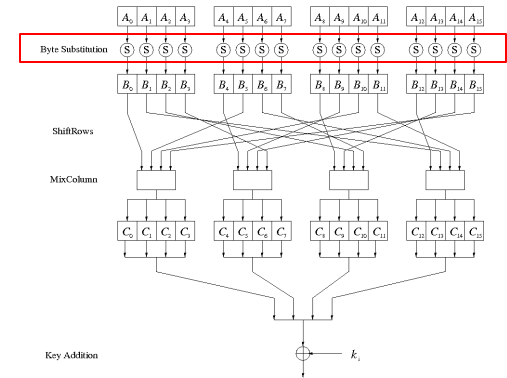 A₀ A₁ A₂ A₃ A₄ A₅ A₆ A₇ A₈ A₉ A₁₀ A₁₁ A₁₂ A₁₃ A₁₄ A₁₅
Byte Substitution S S S S S S S S S S S S S S S S
B₀ B₁ B₂ B₃ B₄ B₅ B₆ B₇ B₈ B₉ B₁₀ B₁₁ B₁₂ B₁₃ B₁₄ B₁₅
ShiftRows
MixColumn
C₀ C₁ C₂ C₃ C₄ C₅ C₆ C₇ C₈ C₉ C₁₀ C₁₁ C₁₂ C₁₃ C₁₄ C₁₅
Key Addition kᵢ